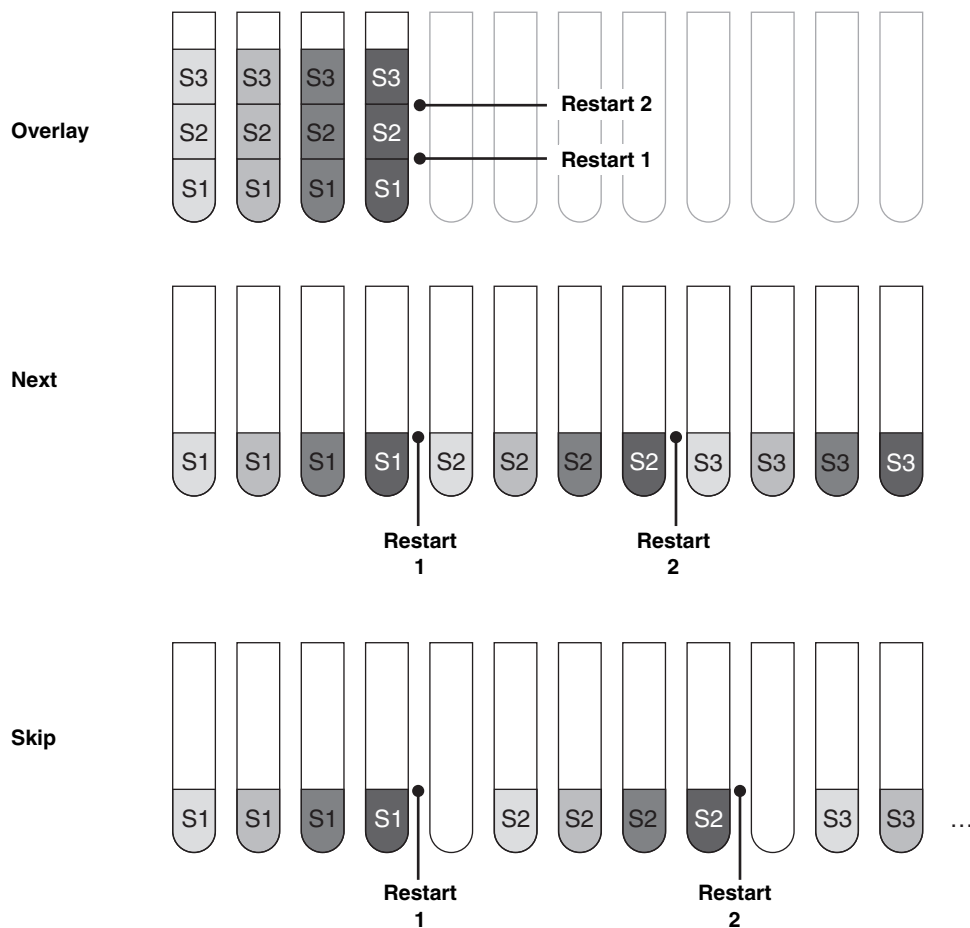 S3 S3 S3 S3
Restart 2
Overlay
S2 S2 S2 S2
Restart 1
S1 S1 S1 S1
Next
S1 S1 S1 S1 S2 S2 S2 S2 S3 S3 S3 S3
Restart
1
Restart
2
Skip
S1 S1 S1 S1 S2 S2 S2 S2 S3 S3 ...
Restart
1
Restart
2